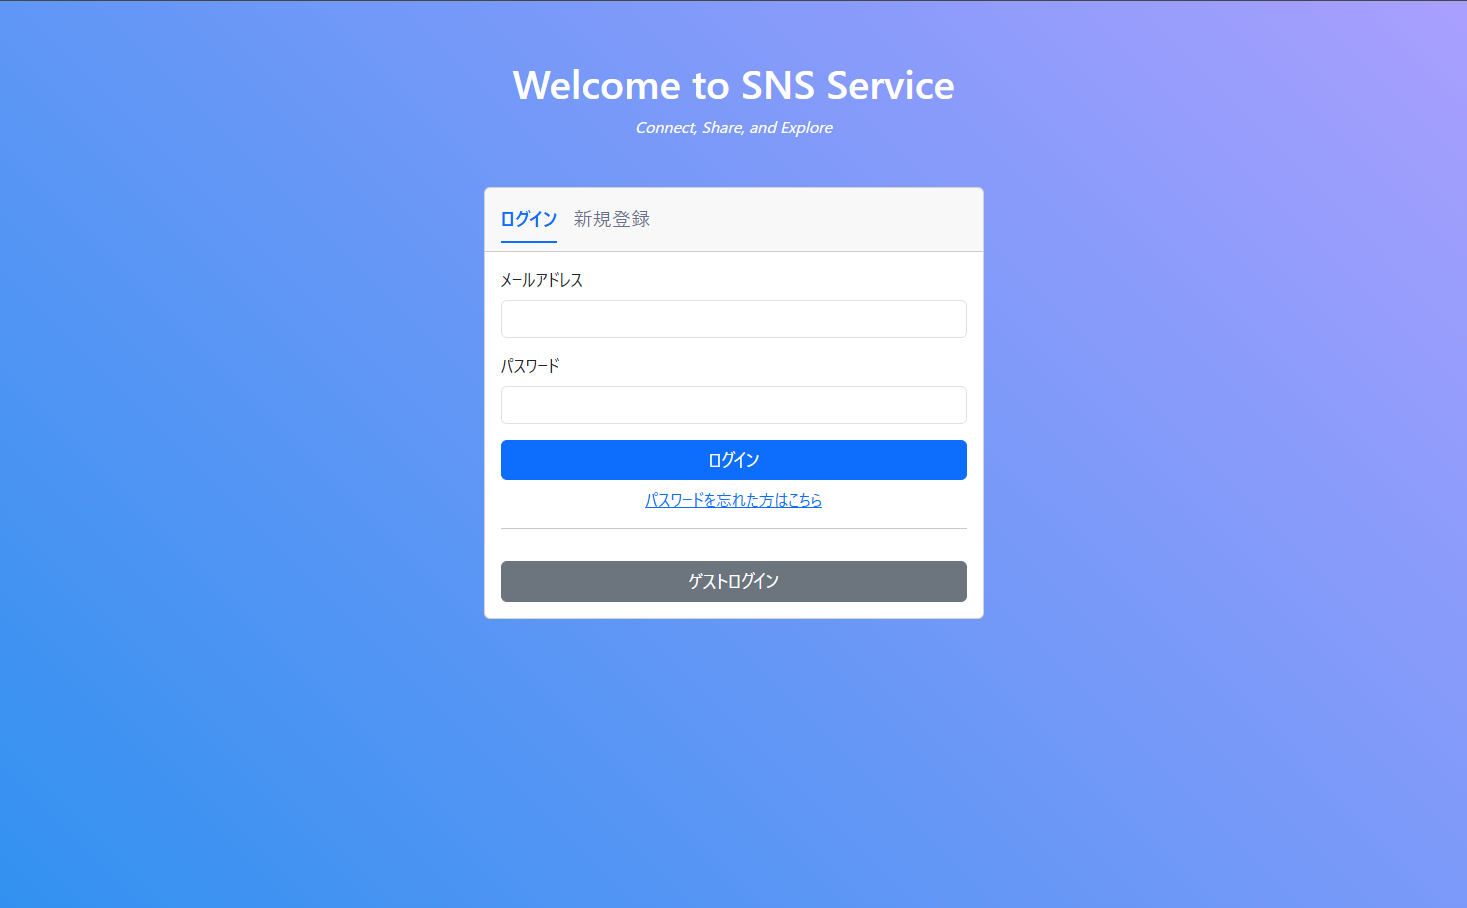 Welcome to SNS Service
Connect, Share, and Explore
ログイン 新規登録
メールアドレス
パスワード
ログイン
パスワードを忘れた方はこちら
ゲストログイン